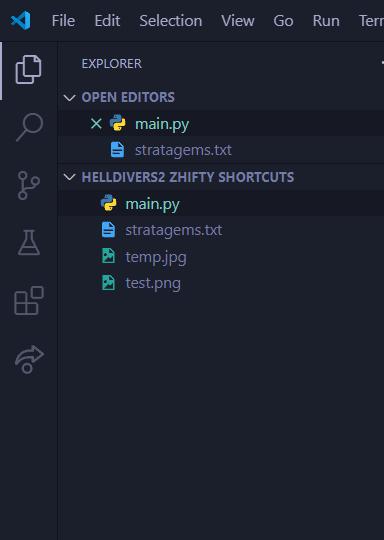 File Edit Selection View Go Run
EXPLORER
OPEN EDITORS
main.py
stratagems.txt
HELLDIVERS2 ZHIFTY SHORTCUTS
main.py
stratagems.txt
temp.jpg
test.png